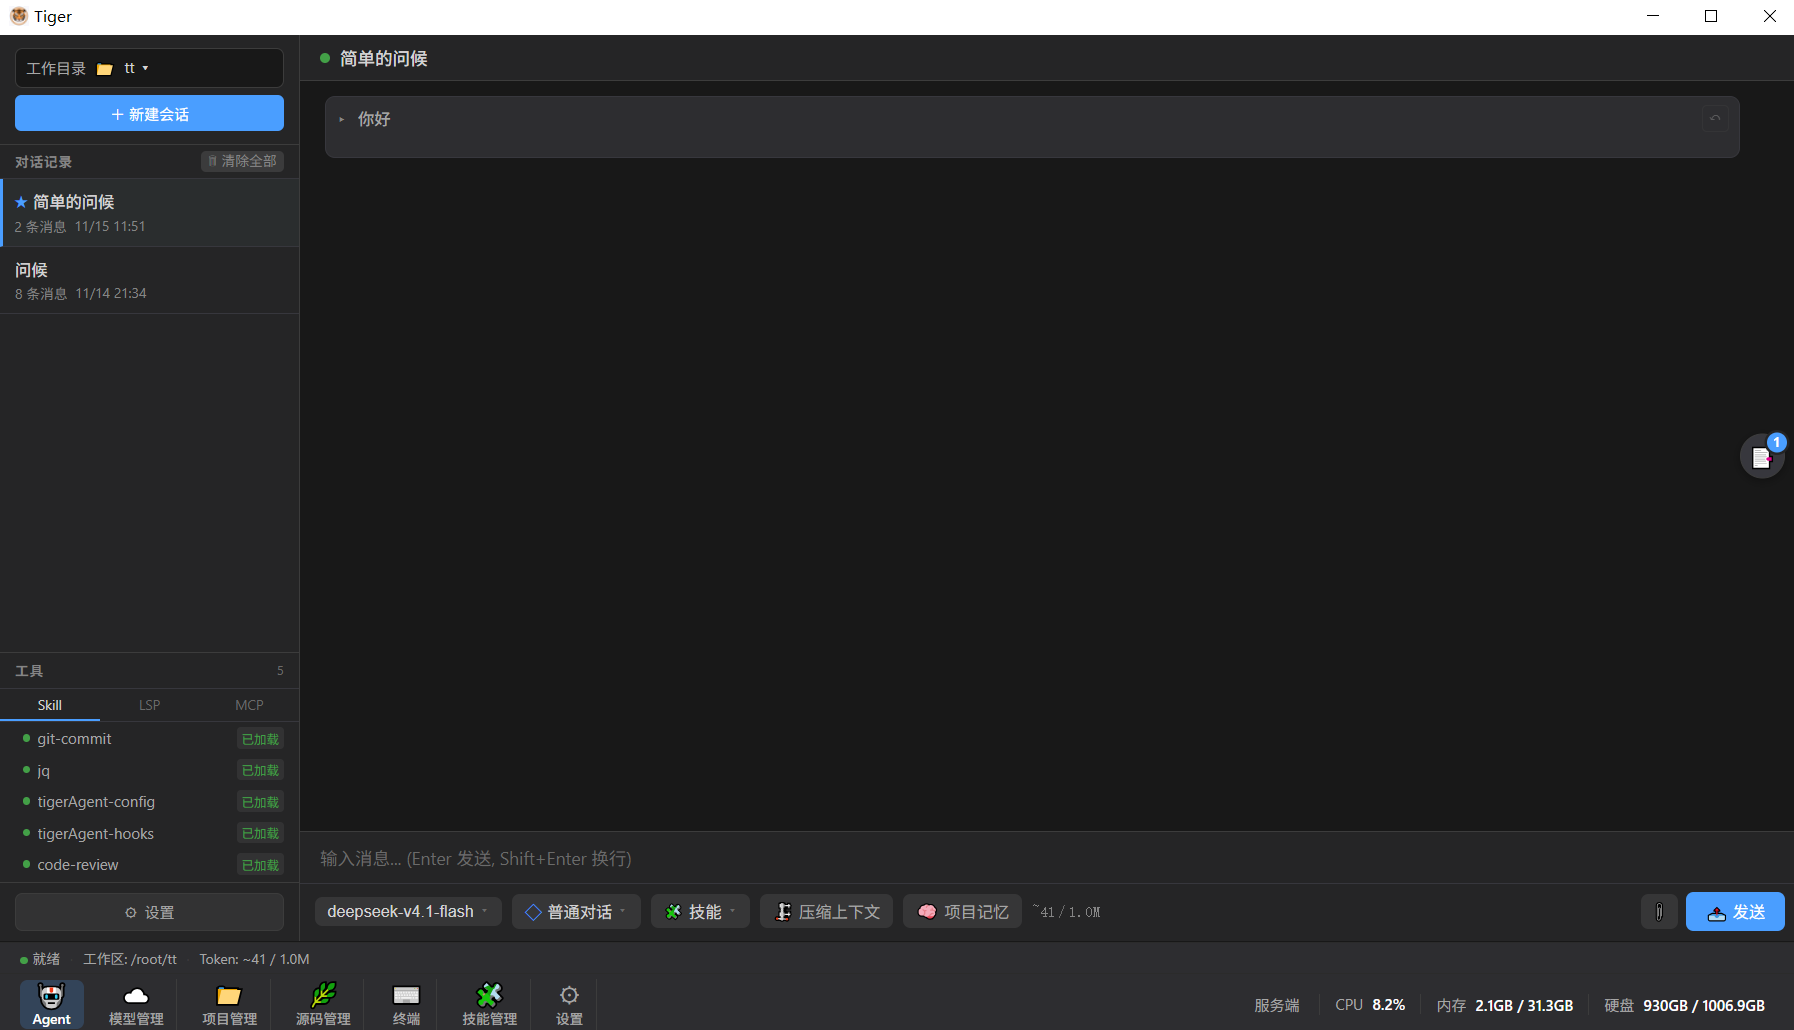 Tiger
工作目录 tt
+ 新建会话
对话记录 清除全部
★ 简单的问候
2 条消息 11/15 11:51
问候
8 条消息 11/14 21:34
工具 5
Skill LSP MCP
git-commit 已加载
jq 已加载
tigerAgent-config 已加载
tigerAgent-hooks 已加载
code-review 已加载
设置
简单的问候
你好
1
输入消息... (Enter 发送, Shift+Enter 换行)
deepseek-v4.1-flash 普通对话 技能 压缩上下文 项目记忆 ~41 / 1.0M 发送
就绪 工作区: /root/tt Token: ~41 / 1.0M
Agent 模型管理 项目管理 源码管理 终端 技能管理 设置
服务端 CPU 8.2% 内存 2.1GB / 31.3GB 硬盘 930GB / 1006.9GB